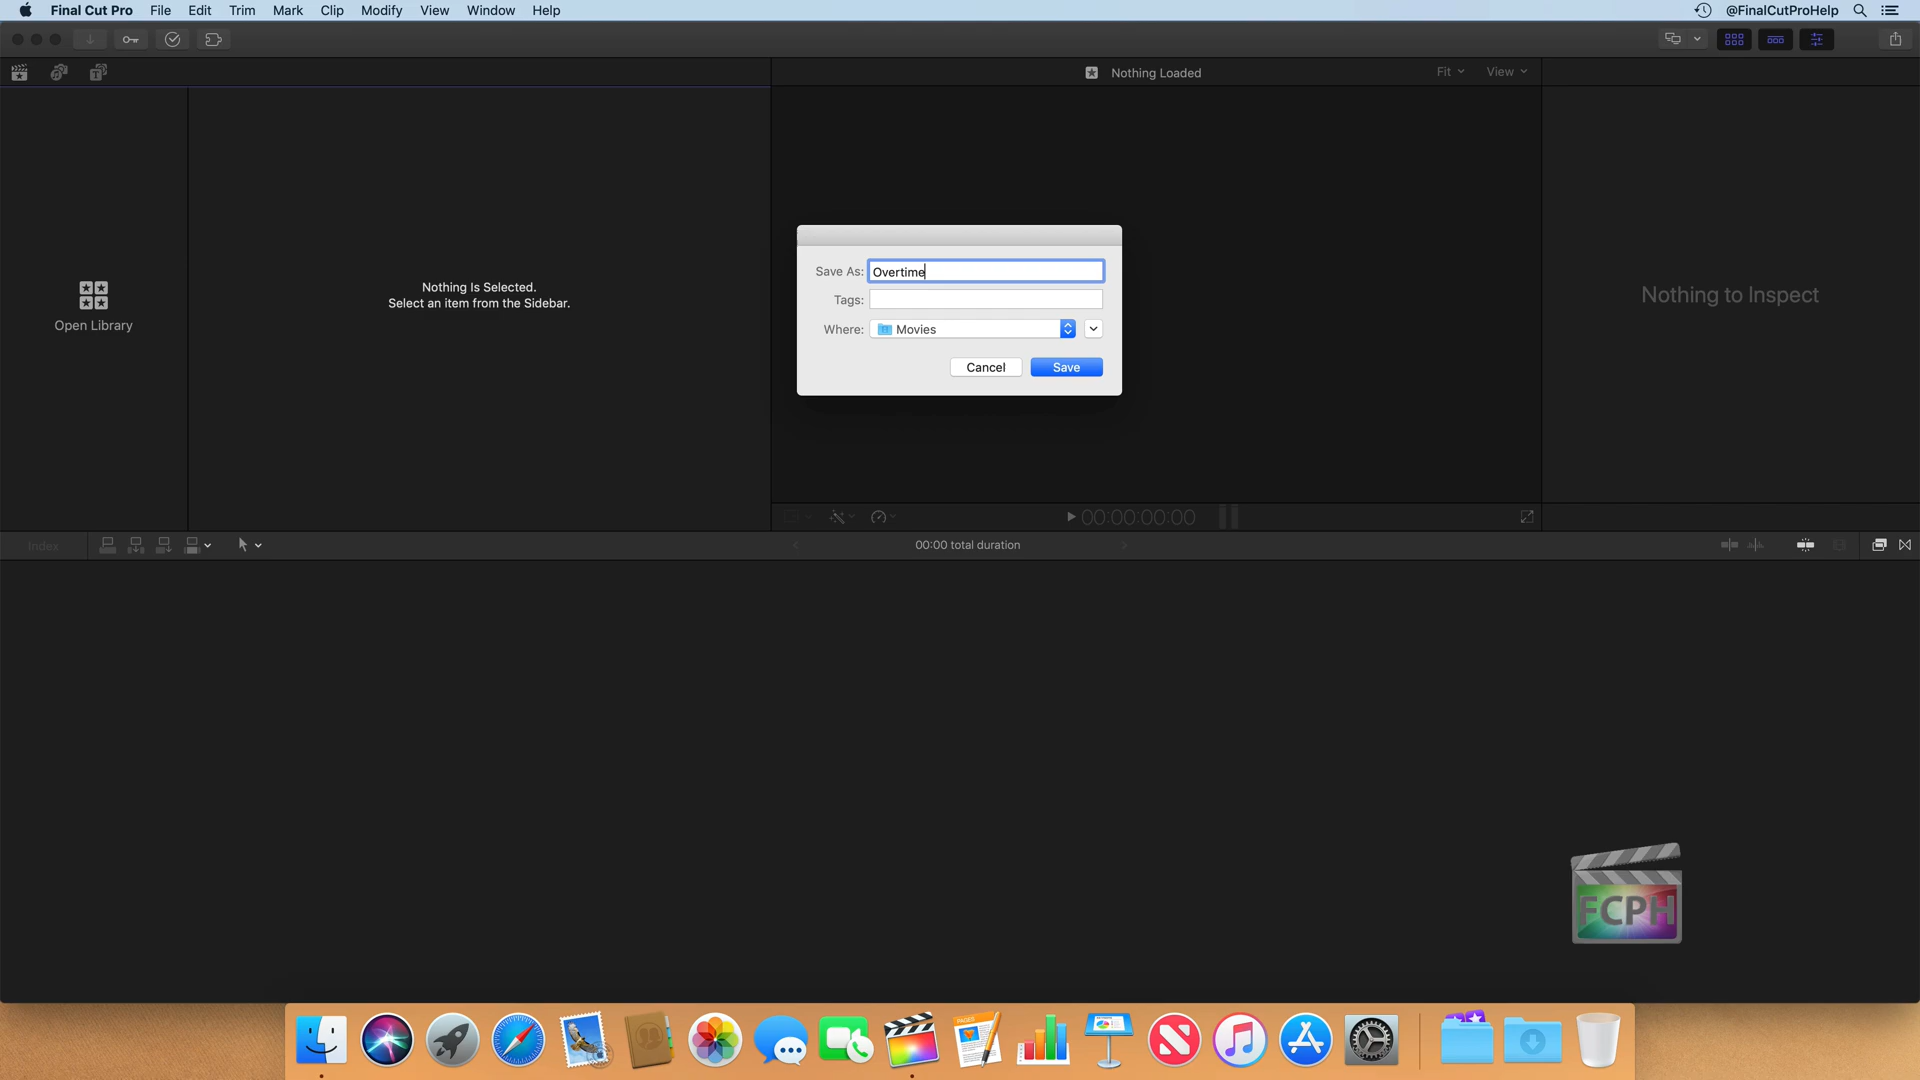 Final Cut Pro File Edit Trim Mark Clip Modify View Window Help
@FinalCutProHelp
Nothing Loaded
Fit
View
Open Library
Nothing Is Selected.
Select an item from the Sidebar.
Save As: Overtime
Tags:
Where: Movies
Cancel
Save
Nothing to Inspect
00:00:00:00
Index
00:00 total duration
FCPH
PAGES